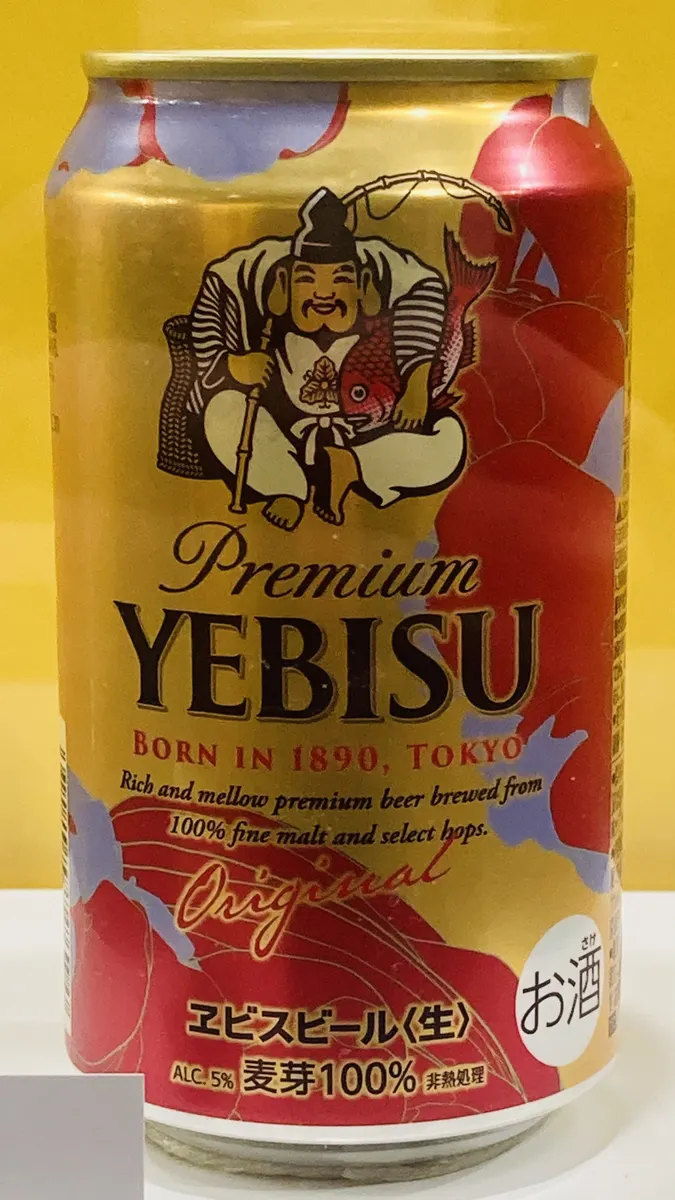 Premium
YEBISU
BORN IN 1890, TOKYO
Rich and mellow premium beer brewed from
100% fine malt and select hops.
Original
さけ
お酒
ヱビスビール〈生〉
ALC. 5% 麦芽100% 非熱処理